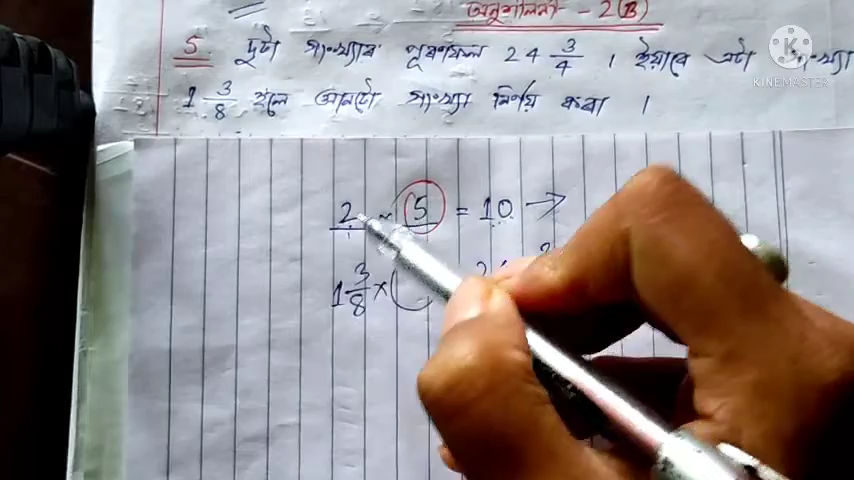 অনুশীলনী - 2(B)
5. দুটা সংখ্যাৰ পূৰণফল 24 3/4 । ইয়াৰে এটা সংখ্যা
1 3/8 হলে আনটো সংখ্যা নিৰ্ণয় কৰা ।
KINEMASTER
2 × 5 = 10 →
1 3/8 × (